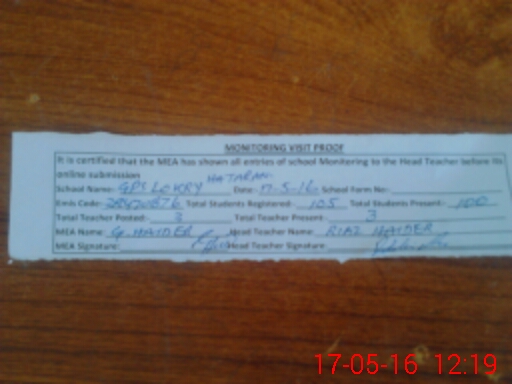 MONITORING VISIT PROOF
It is certified that the MEA has shown all entries of school Monitoring to the Head Teacher before its
online submission
School Name: GPS LOKRY HATARAN Date: 17-5-16 School Form No:
Emis Code: Total Students Registered: 105 Total Students Present: 100
Total Teacher Posted: 3 Total Teacher Present: 3
MEA Name: G. HAIDER Head Teacher Name: RIAZ HAIDER
MEA Signature: Head Teacher Signature:
17-05-16 12:19